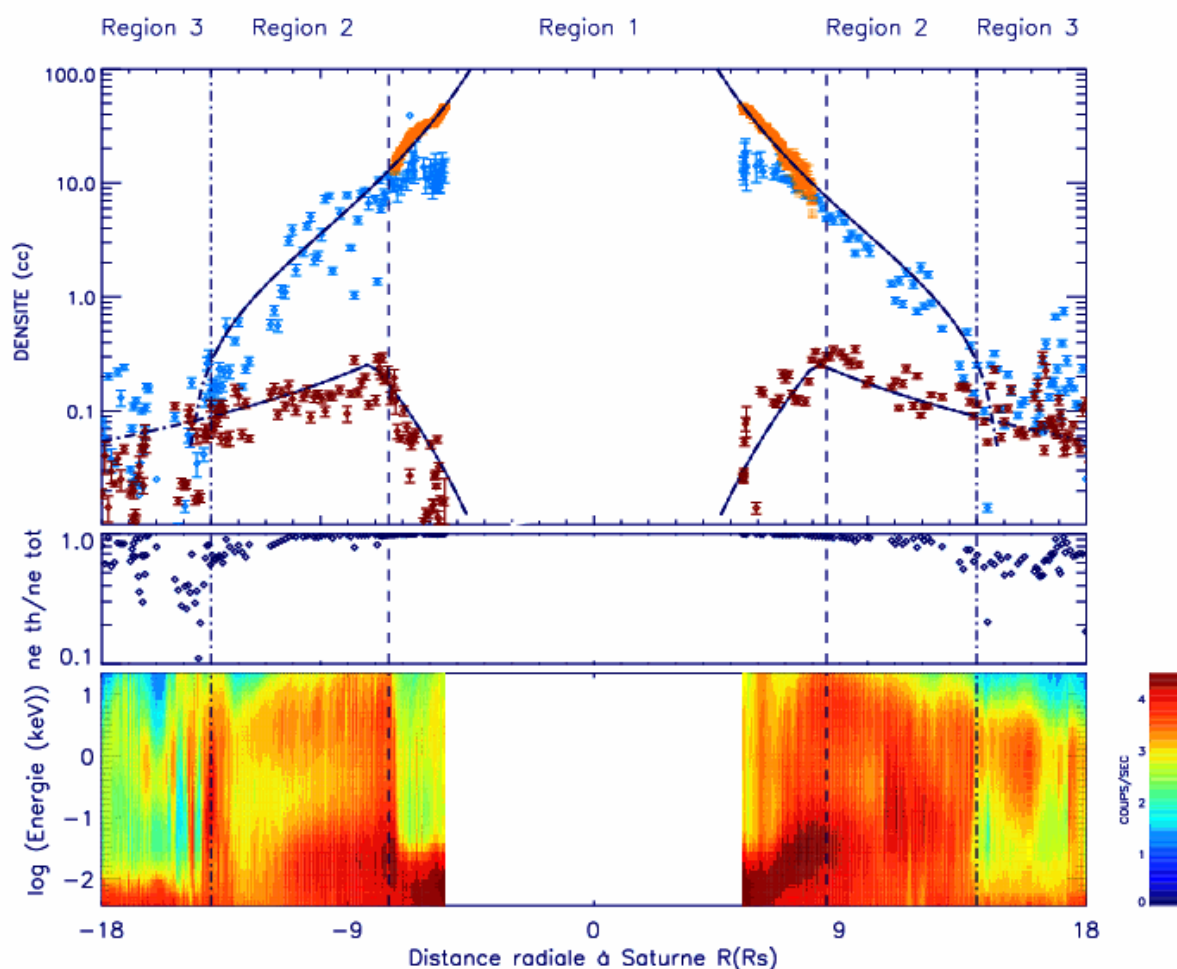 Region 3 Region 2 Region 1 Region 2 Region 3
100.0
10.0
1.0
0.1
DENSITE (cc)
1.0
0.1
ne th/ne tot
1
0
-1
-2
log (Energie (keV))
4
3
2
1
0
COUPS/SEC
-18 -9 0 9 18
Distance radiale à Saturne R(Rs)